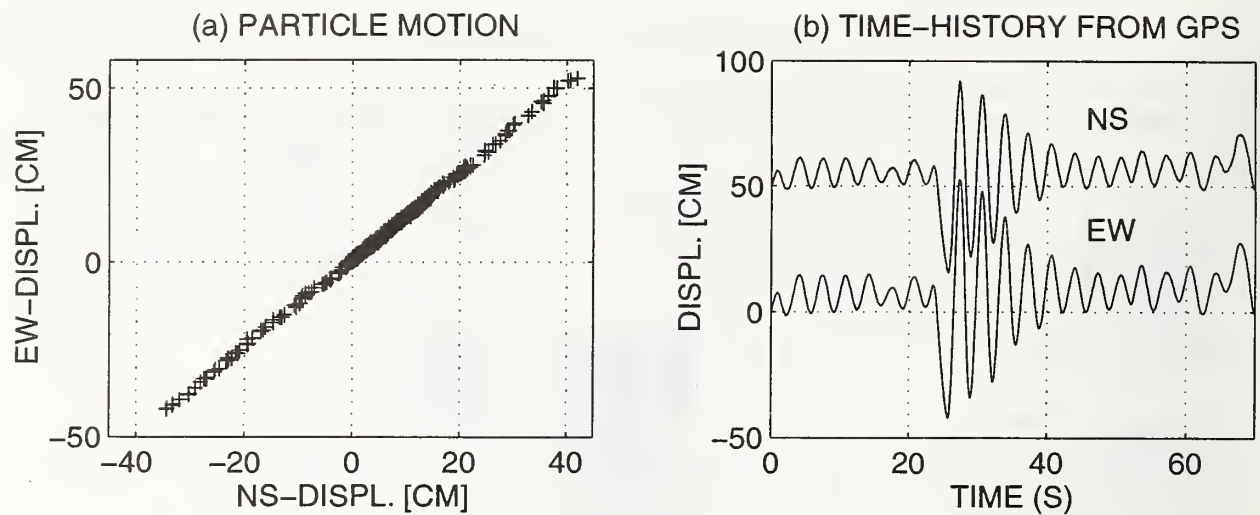 (a) PARTICLE MOTION
EW-DISPL. [CM]
50
0
−50
−40
−20
0
20
40
NS-DISPL. [CM]
(b) TIME−HISTORY FROM GPS
DISPL. [CM]
100
50
0
−50
NS
EW
0
20
40
60
TIME (S)